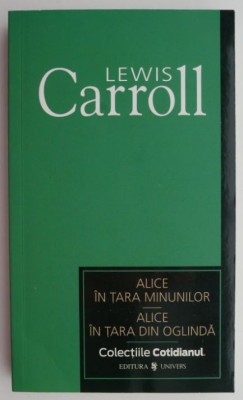 LEWIS
Carroll
ALICE
ÎN ȚARA MINUNILOR
ALICE
ÎN ȚARA DIN OGLINDĂ
Colecțiile Cotidianul
EDITURA UNIVERS